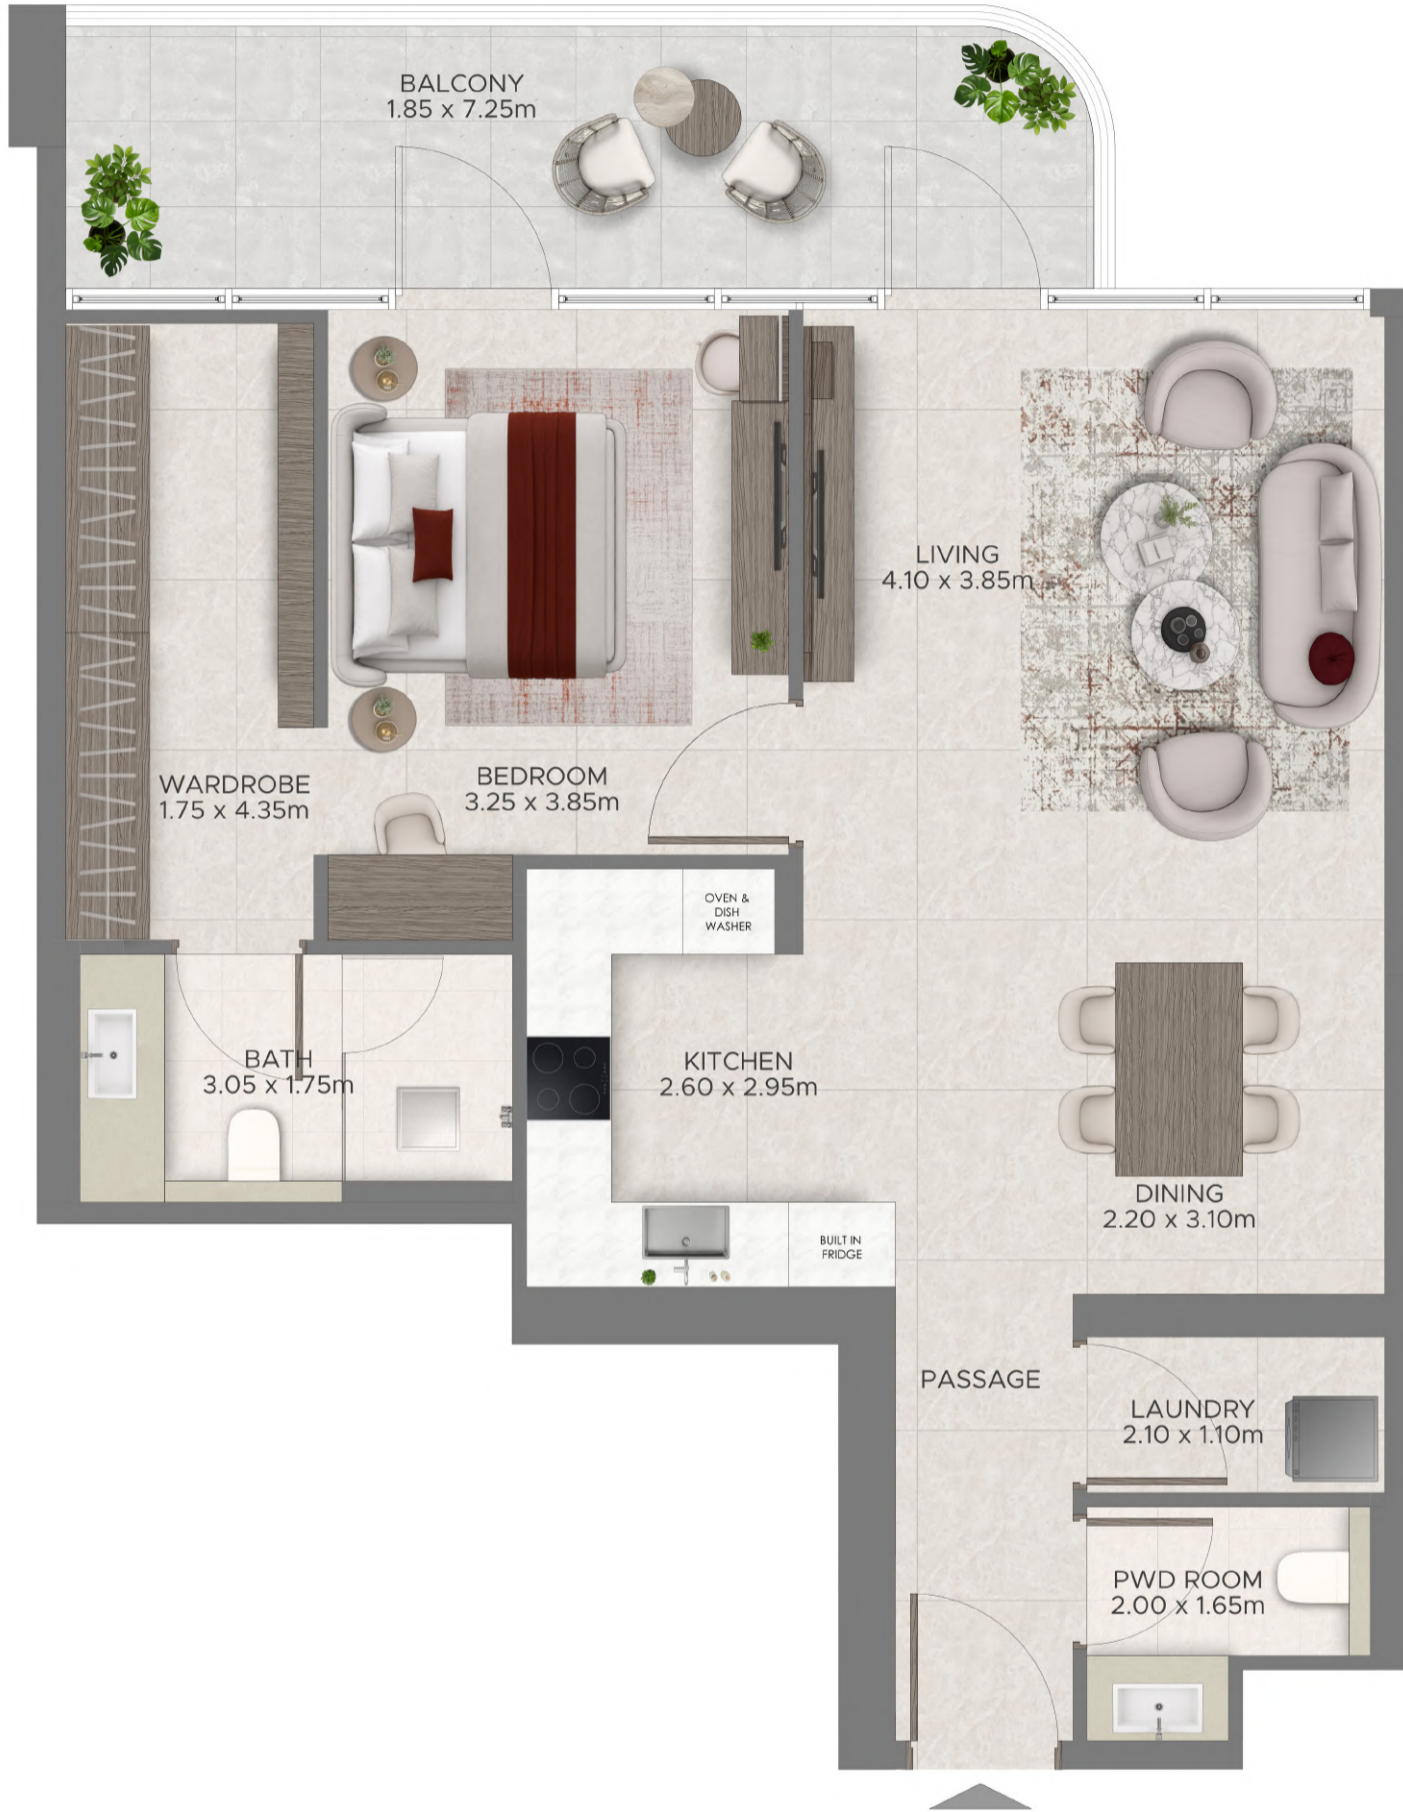 BALCONY
1.85 x 7.25m
LIVING
4.10 x 3.85m
WARDROBE
1.75 x 4.35m
BEDROOM
3.25 x 3.85m
OVEN &
DISH
WASHER
BATH
3.05 x 1.75m
KITCHEN
2.60 x 2.95m
DINING
2.20 x 3.10m
BUILT IN
FRIDGE
PASSAGE
LAUNDRY
2.10 x 1.10m
PWD ROOM
2.00 x 1.65m